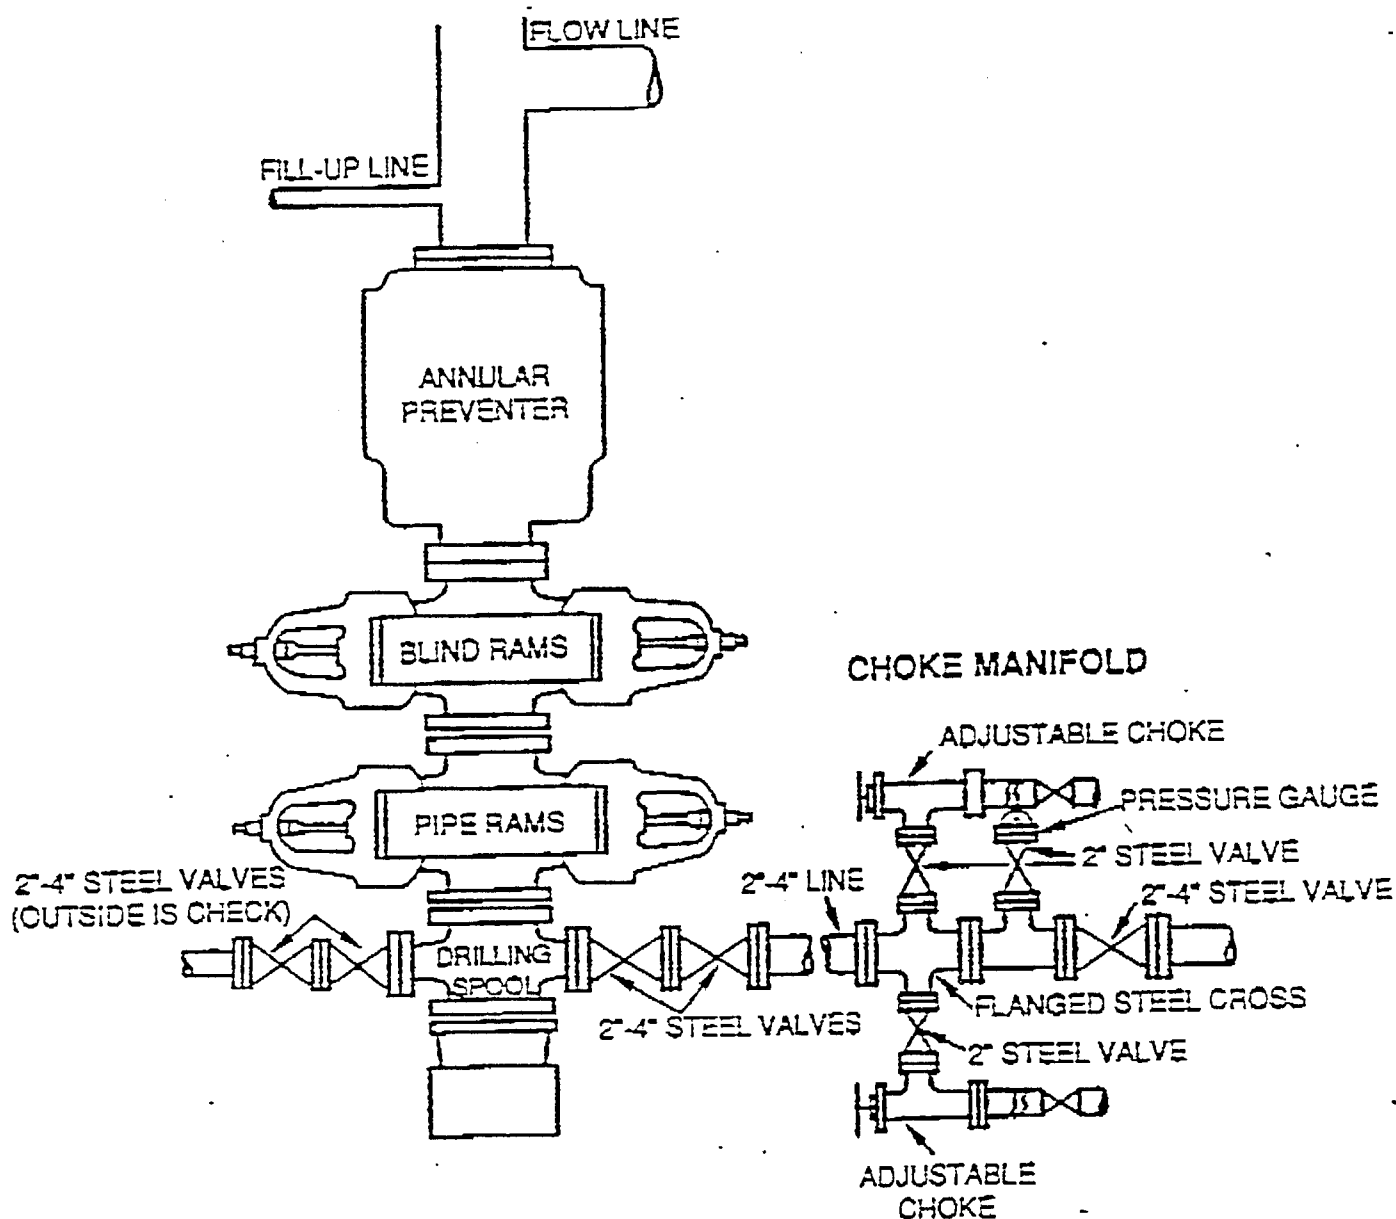 FLOW LINE
FILL-UP LINE
ANNULAR
PREVENTER
BLIND RAMS
CHOKE MANIFOLD
ADJUSTABLE CHOKE
PRESSURE GAUGE
PIPE RAMS
2" STEEL VALVE
2"-4" STEEL VALVES
(OUTSIDE IS CHECK)
2"-4" LINE
2"-4" STEEL VALVE
DRILLING
SPOOL
FLANGED STEEL CROSS
2"-4" STEEL VALVES
2" STEEL VALVE
ADJUSTABLE
CHOKE